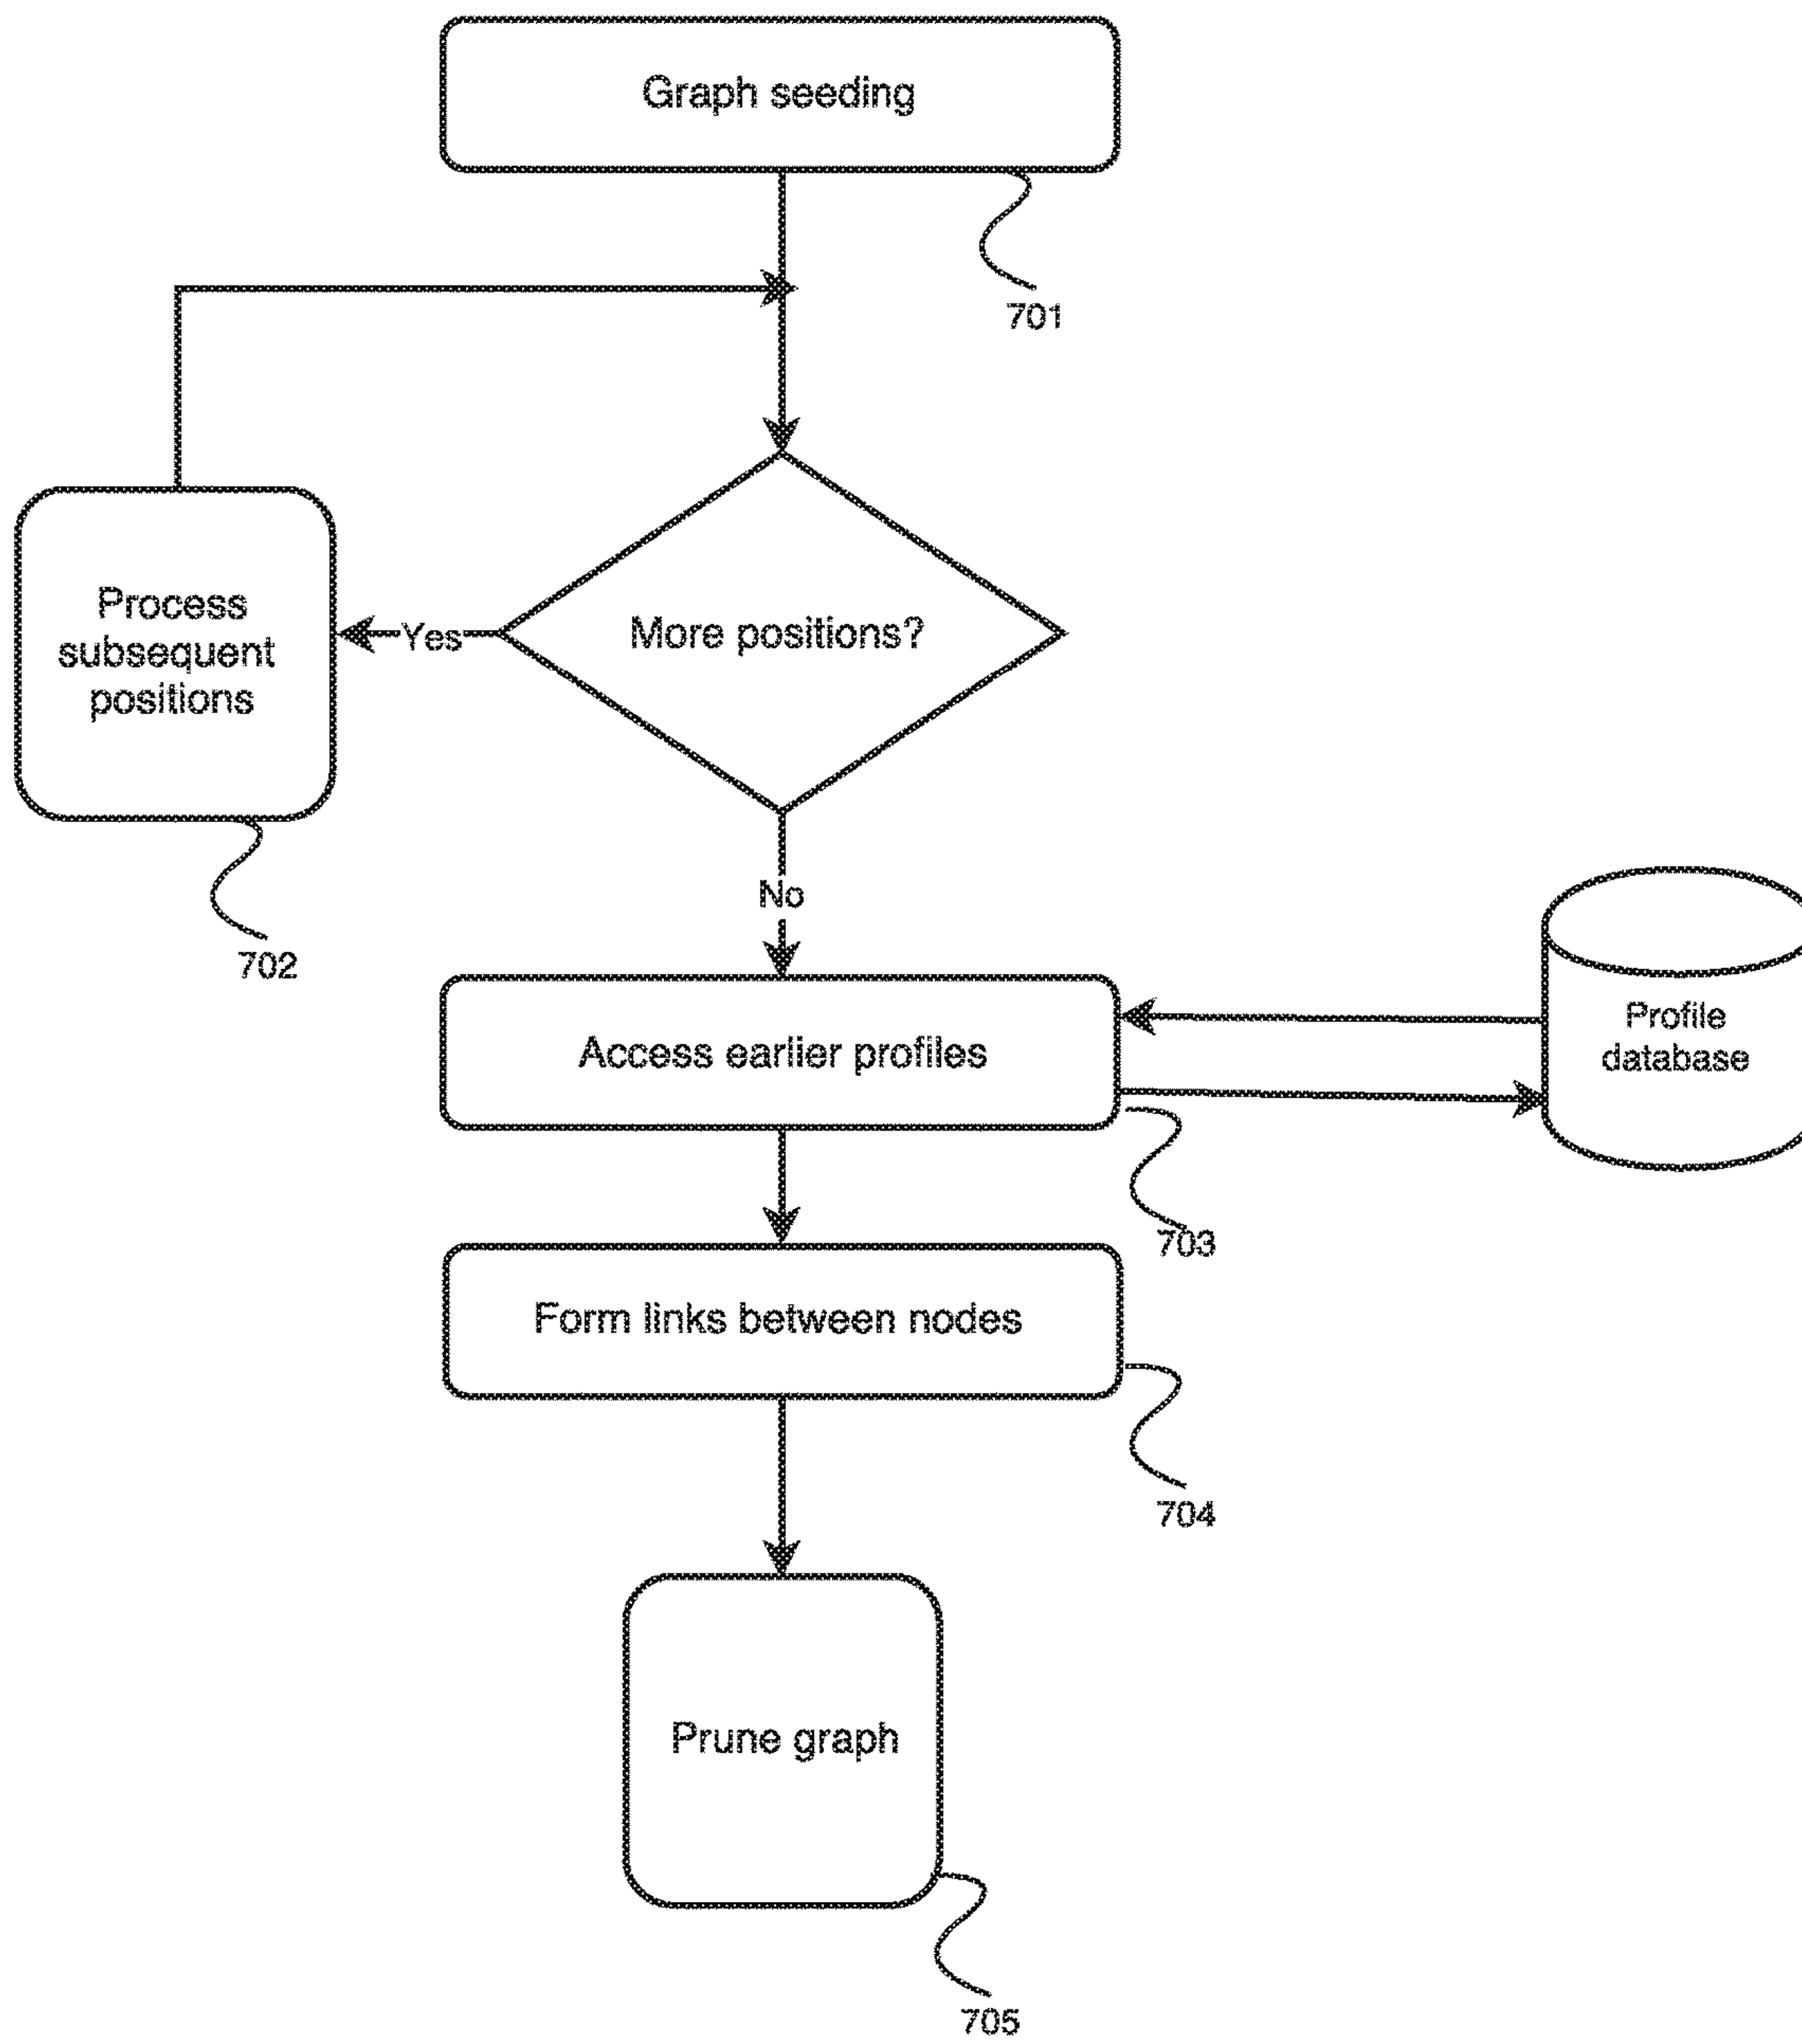 Graph seeding
701
Process
subsequent
positions
Yes
More positions?
702
No
Access earlier profiles
Profile
database
703
Form links between nodes
704
Prune graph
705